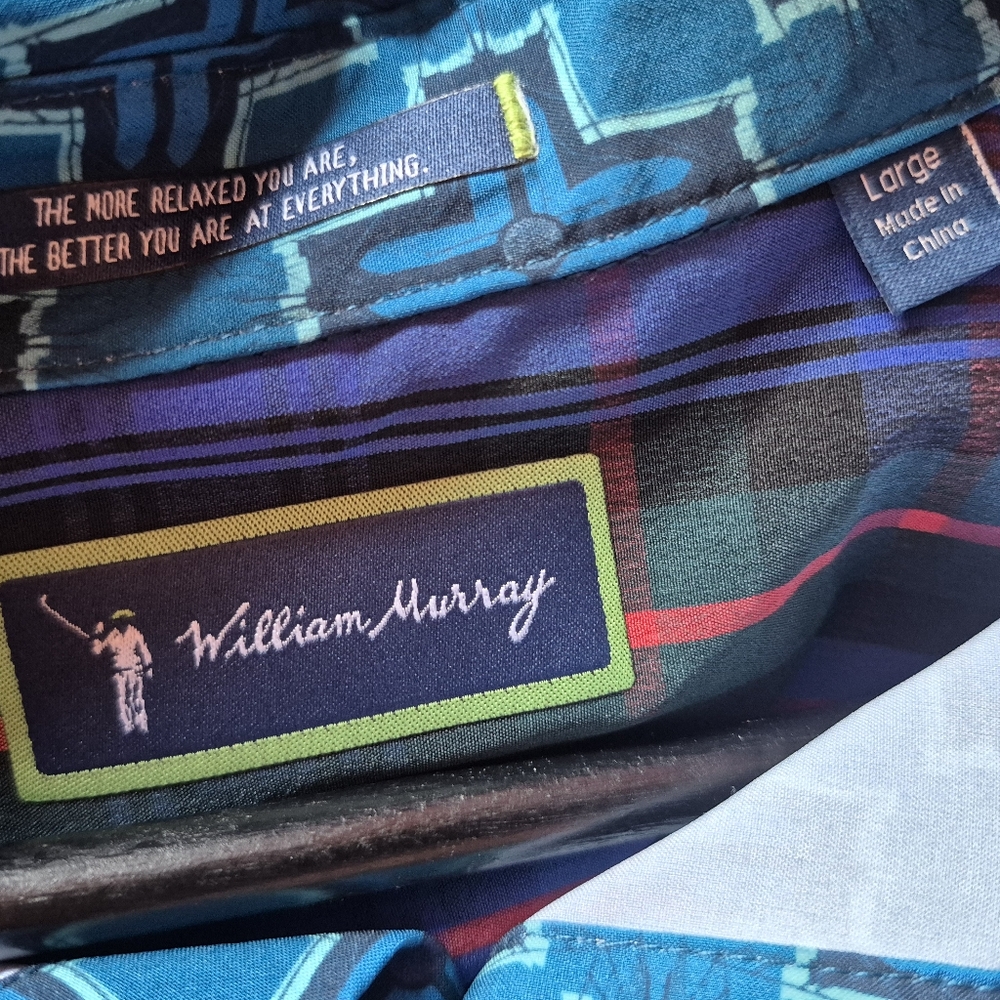 THE MORE RELAXED YOU ARE,
THE BETTER YOU ARE AT EVERYTHING.
Large
Made in
China
William Murray